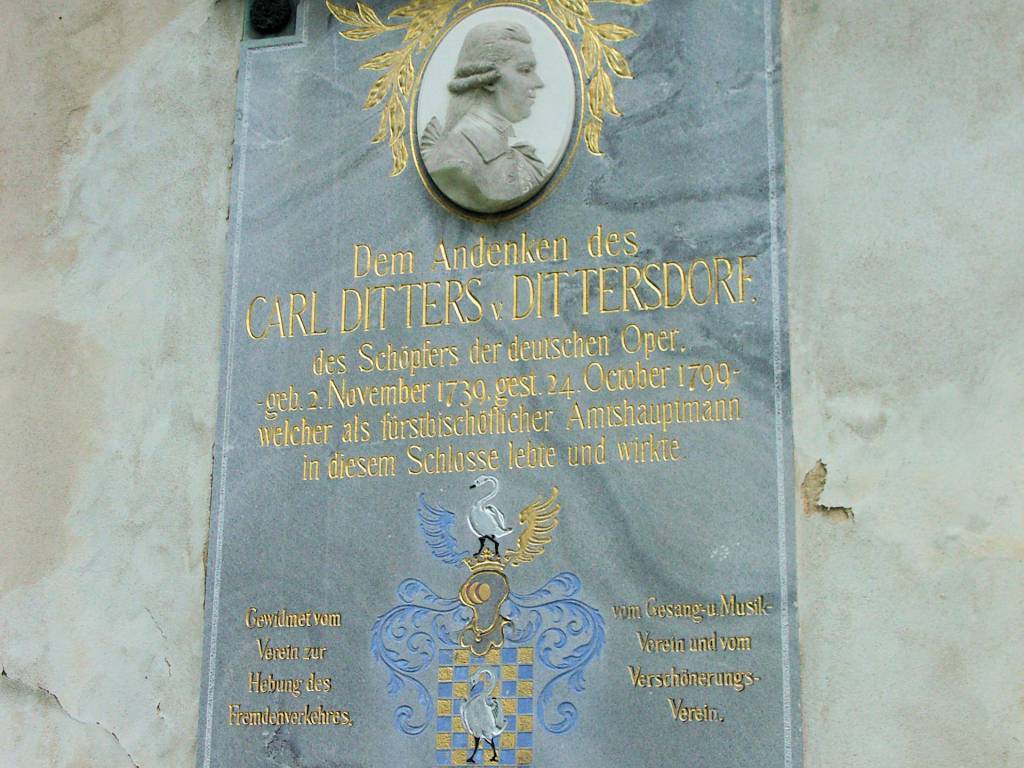 Dem Andenken des
CARL DITTERS v. DITTERSDORF,
des Schöpfers der deutschen Oper,
-geb. 2. November 1739, gest. 24. October 1799-
welcher als fürstbischöflicher Amtshauptmann
in diesem Schlosse lebte und wirkte.
Gewidmet vom
Verein zur
Hebung des
Fremdenverkehres,
vom Gesang- u. Musik-
Verein und vom
Verschönerungs-
Verein.